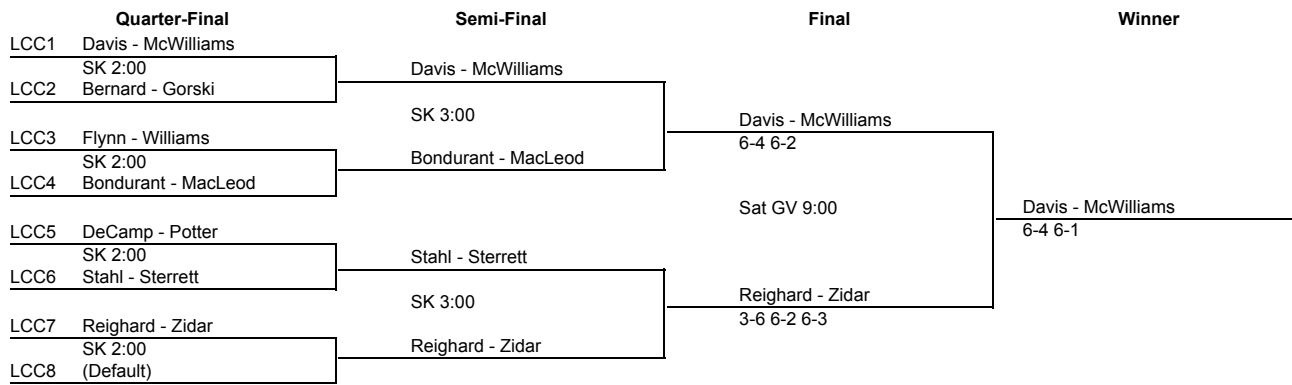 Quarter-Final Semi-Final Final Winner
LCC1 Davis - McWilliams
SK 2:00
LCC2 Bernard - Gorski
Davis - McWilliams
SK 3:00
LCC3 Flynn - Williams
SK 2:00
LCC4 Bondurant - MacLeod
Bondurant - MacLeod
Davis - McWilliams
6-4 6-2
Sat GV 9:00
Davis - McWilliams
6-4 6-1
LCC5 DeCamp - Potter
SK 2:00
LCC6 Stahl - Sterrett
Stahl - Sterrett
SK 3:00
Reighard - Zidar
3-6 6-2 6-3
LCC7 Reighard - Zidar
SK 2:00
LCC8 (Default)
Reighard - Zidar